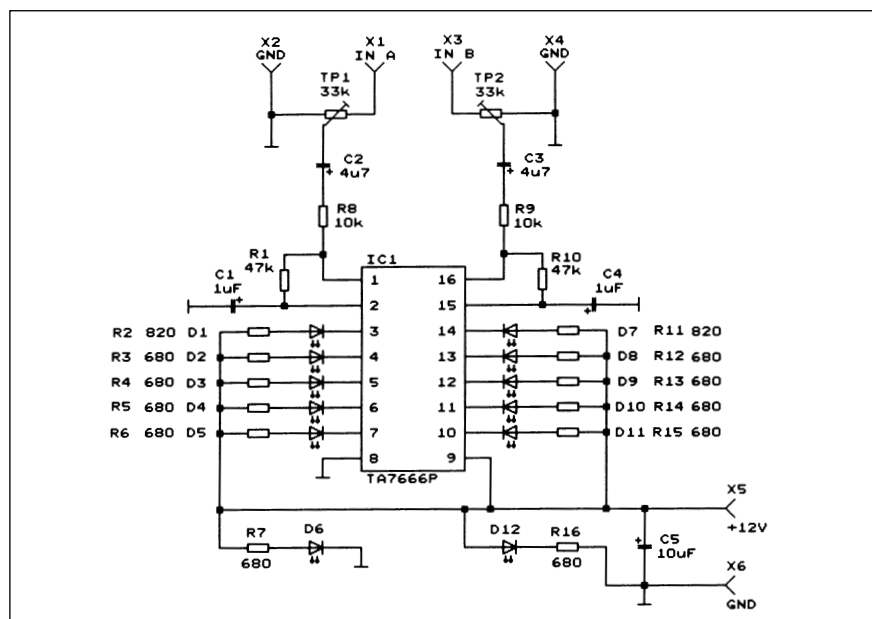 X2 X1 X3 X4
GND IN A IN B GND
TP1 TP2
33k 33k
C2 C3
+ +
4u7 4u7
R8 R9
10k 10k
R1 IC1 R10
47k 47k
C1 C4
1uF 1uF
+ +
1 16
2 15
R2 820 D1 3 14 D7 R11 820
R3 680 D2 4 13 D8 R12 680
R4 680 D3 5 12 D9 R13 680
R5 680 D4 6 11 D10 R14 680
R6 680 D5 7 10 D11 R15 680
8 9
TA7666P
X5
+12V
R7 D6 D12 R16 C5
680 680 + 10uF
X6
GND